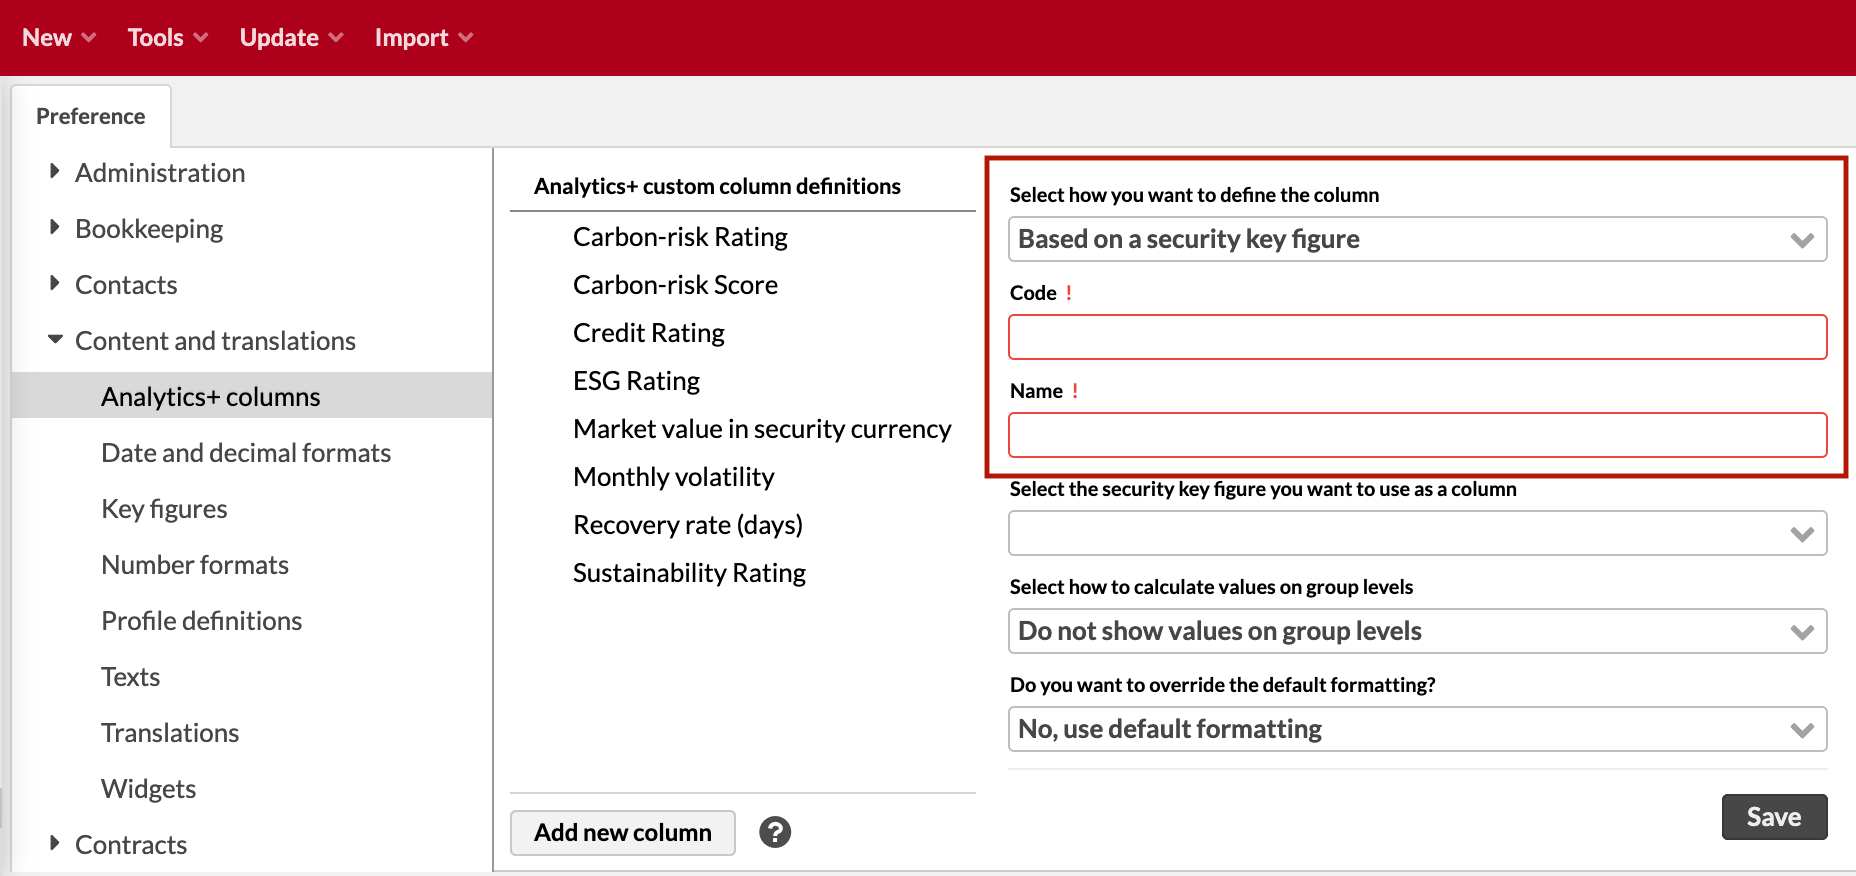 New Tools Update Import
Preference
Administration
Bookkeeping
Contacts
Content and translations
Analytics+ columns
Date and decimal formats
Key figures
Number formats
Profile definitions
Texts
Translations
Widgets
Contracts
Analytics+ custom column definitions
Carbon-risk Rating
Carbon-risk Score
Credit Rating
ESG Rating
Market value in security currency
Monthly volatility
Recovery rate (days)
Sustainability Rating
Add new column ?
Select how you want to define the column
Based on a security key figure
Code !
Name !
Select the security key figure you want to use as a column
Select how to calculate values on group levels
Do not show values on group levels
Do you want to override the default formatting?
No, use default formatting
Save